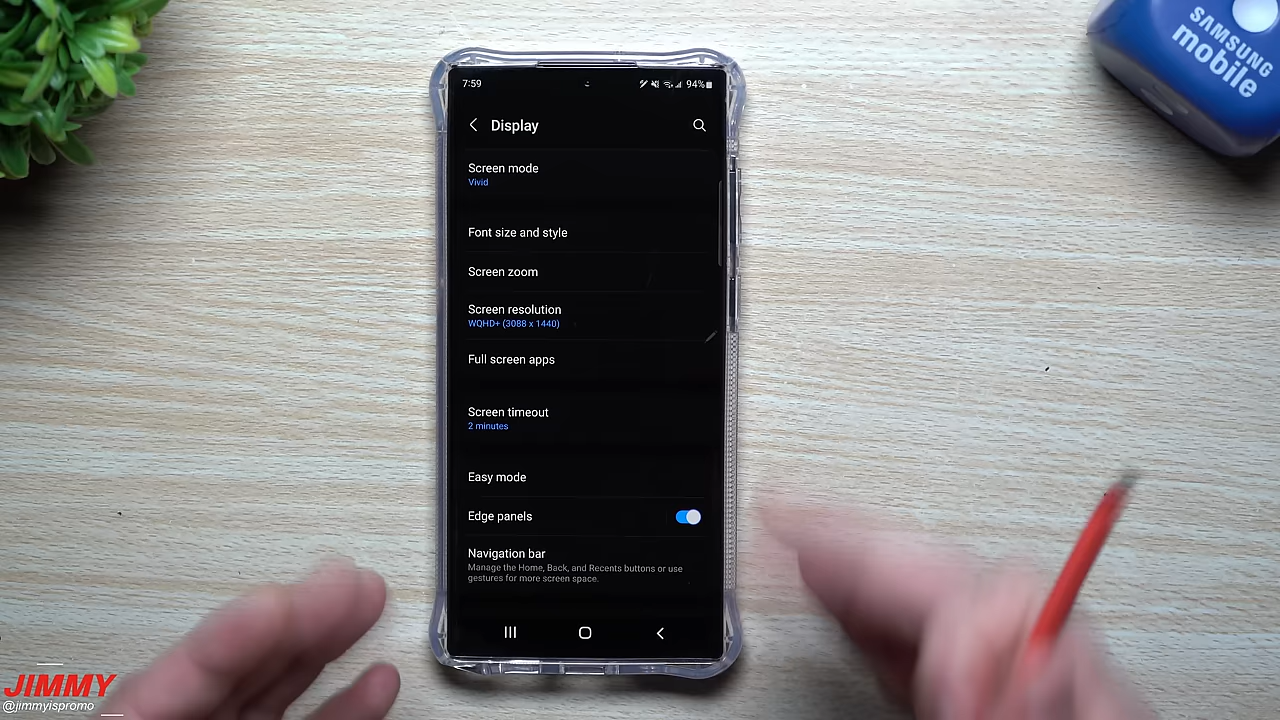 SAMSUNG
mobile
7:59
94%
Display
Screen mode
Vivid
Font size and style
Screen zoom
Screen resolution
WQHD+ (3088 x 1440)
Full screen apps
Screen timeout
2 minutes
Easy mode
Edge panels
Navigation bar
Manage the Home, Back, and Recents buttons or use
gestures for more screen space.
JIMMY
@jimmyispromo